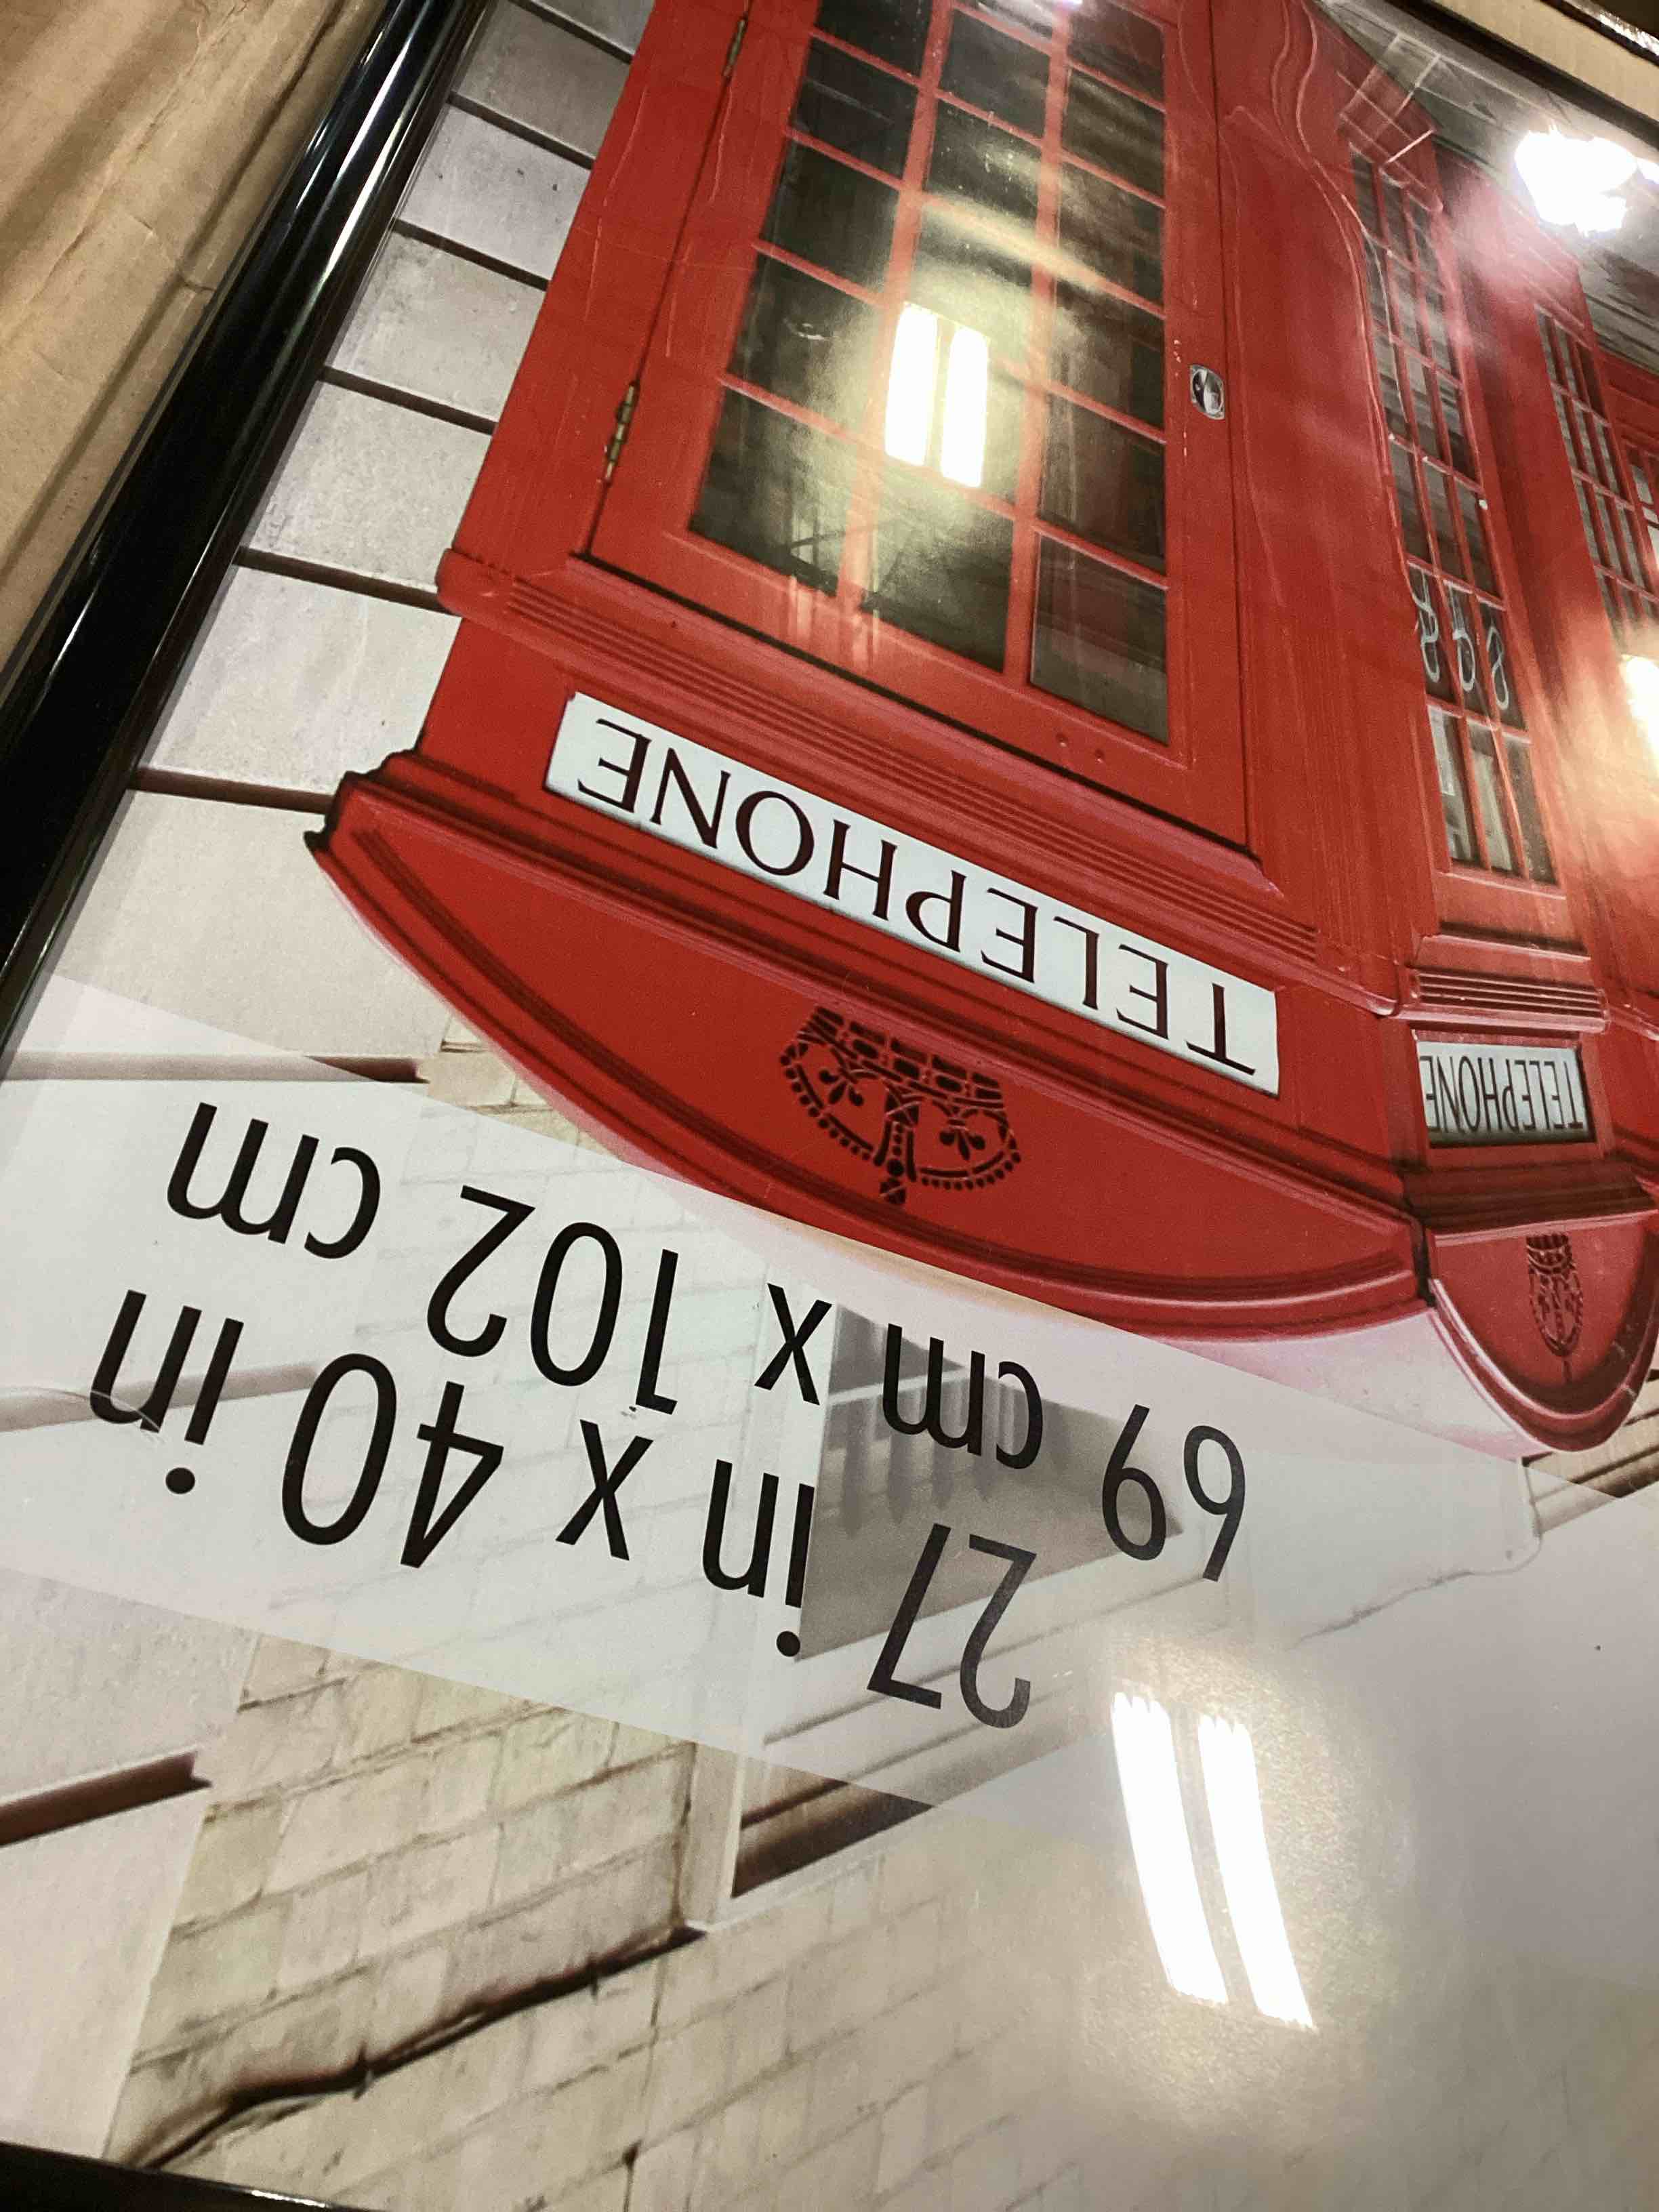 27 in x 40 in
69 cm x 102 cm
TELEPHONE
TELEPHONE